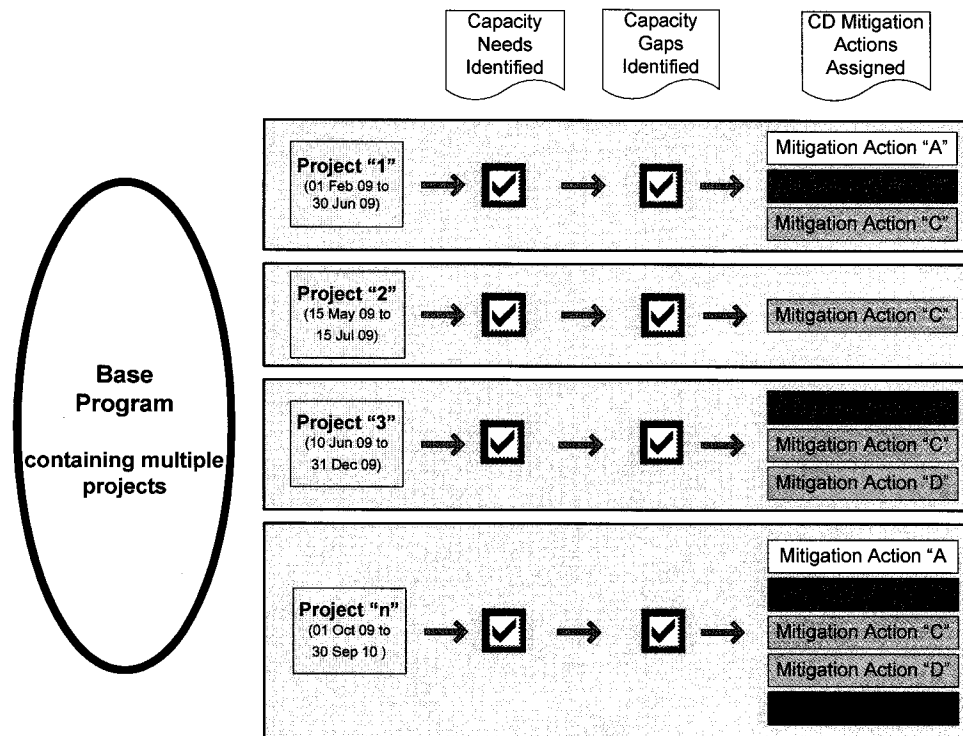 Capacity
Needs
Identified
Capacity
Gaps
Identified
CD Mitigation
Actions
Assigned
Base
Program
containing multiple
projects
Project "1"
(01 Feb 09 to
30 Jun 09)
Mitigation Action "A"
Mitigation Action "C"
Project "2"
(15 May 09 to
15 Jul 09)
Mitigation Action "C"
Project "3"
(10 Jun 09 to
31 Dec 09)
Mitigation Action "C"
Mitigation Action "D"
Project "n"
(01 Oct 09 to
30 Sep 10 )
Mitigation Action "A
Mitigation Action "C"
Mitigation Action "D"